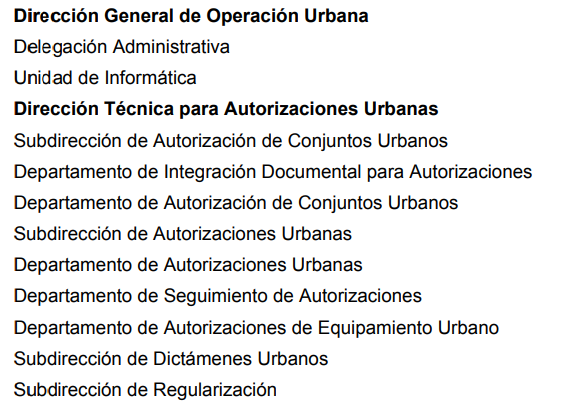 Dirección General de Operación Urbana
Delegación Administrativa
Unidad de Informática
Dirección Técnica para Autorizaciones Urbanas
Subdirección de Autorización de Conjuntos Urbanos
Departamento de Integración Documental para Autorizaciones
Departamento de Autorización de Conjuntos Urbanos
Subdirección de Autorizaciones Urbanas
Departamento de Autorizaciones Urbanas
Departamento de Seguimiento de Autorizaciones
Departamento de Autorizaciones de Equipamiento Urbano
Subdirección de Dictámenes Urbanos
Subdirección de Regularización